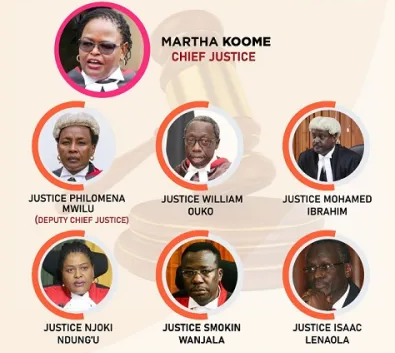 MARTHA KOOME
CHIEF JUSTICE
JUSTICE PHILOMENA
MWILU
(DEPUTY CHIEF JUSTICE)
JUSTICE WILLIAM
OUKO
JUSTICE MOHAMED
IBRAHIM
JUSTICE NJOKI
NDUNG'U
JUSTICE SMOKIN
WANJALA
JUSTICE ISAAC
LENAOLA